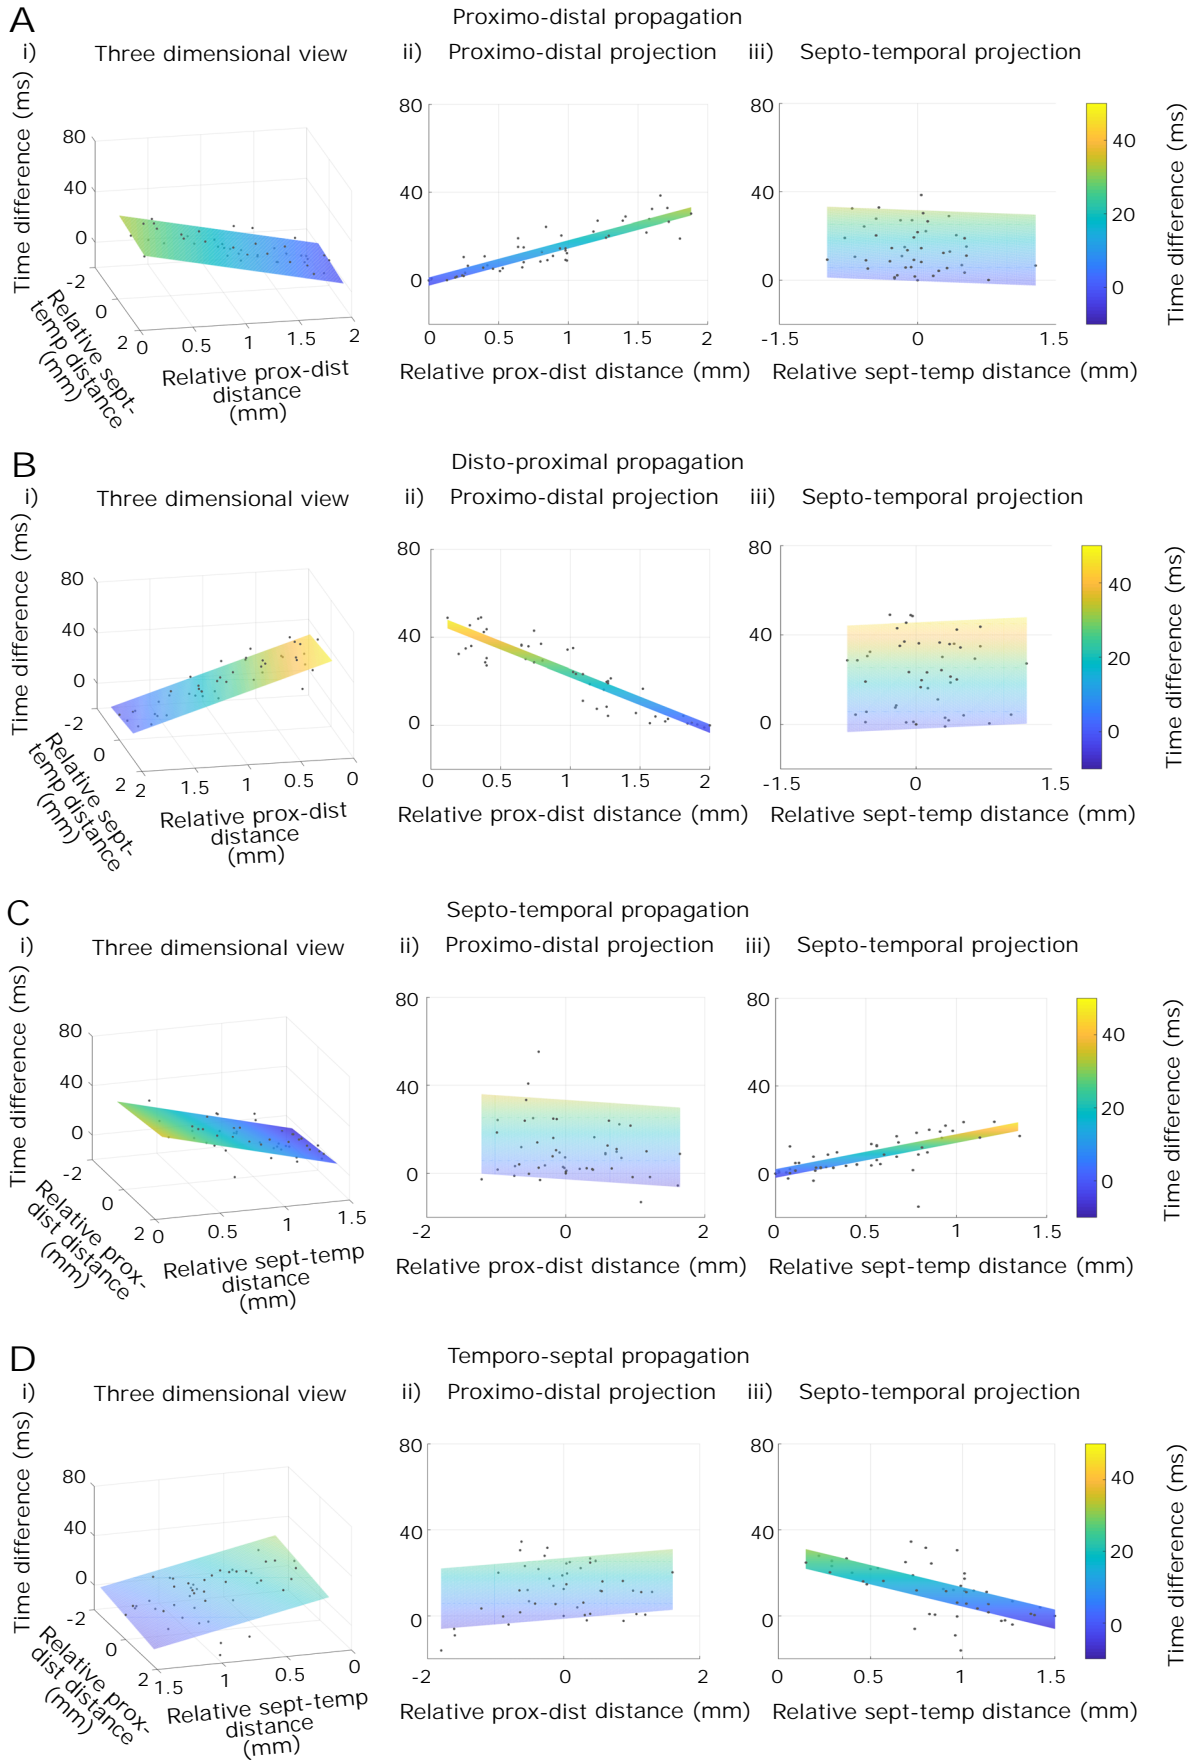 A
Proximo-distal propagation
i)
Three dimensional view
ii)
Proximo-distal projection
iii)
Septo-temporal projection
Time difference (ms)
80
40
0
-2
0
2
Relative sept-
temp distance
(mm)
0
0.5
1
1.5
2
Relative prox-dist
distance
(mm)
80
40
0
0
0.5
1
1.5
2
Relative prox-dist distance (mm)
80
40
0
-1.5
0
1.5
Relative sept-temp distance (mm)
40
20
0
Time difference (ms)
B
Disto-proximal propagation
i)
Three dimensional view
ii)
Proximo-distal projection
iii)
Septo-temporal projection
Time difference (ms)
80
40
0
-2
0
2
Relative sept-
temp distance
(mm)
2
1.5
1
0.5
0
Relative prox-dist
distance
(mm)
80
40
0
0
0.5
1
1.5
2
Relative prox-dist distance (mm)
80
40
0
-1.5
0
1.5
Relative sept-temp distance (mm)
40
20
0
Time difference (ms)
C
Septo-temporal propagation
i)
Three dimensional view
ii)
Proximo-distal projection
iii)
Septo-temporal projection
Time difference (ms)
80
40
0
-2
0
2
Relative prox-
dist distance
(mm)
0
0.5
1
1.5
Relative sept-temp
distance
(mm)
80
40
0
-2
0
2
Relative prox-dist distance (mm)
80
40
0
0
0.5
1
1.5
Relative sept-temp distance (mm)
40
20
0
Time difference (ms)
D
Temporo-septal propagation
i)
Three dimensional view
ii)
Proximo-distal projection
iii)
Septo-temporal projection
Time difference (ms)
80
40
0
-2
0
2
Relative prox-
dist distance
(mm)
1.5
1
0.5
0
Relative sept-temp
distance
(mm)
80
40
0
-2
0
2
Relative prox-dist distance (mm)
80
40
0
0
0.5
1
1.5
Relative sept-temp distance (mm)
40
20
0
Time difference (ms)